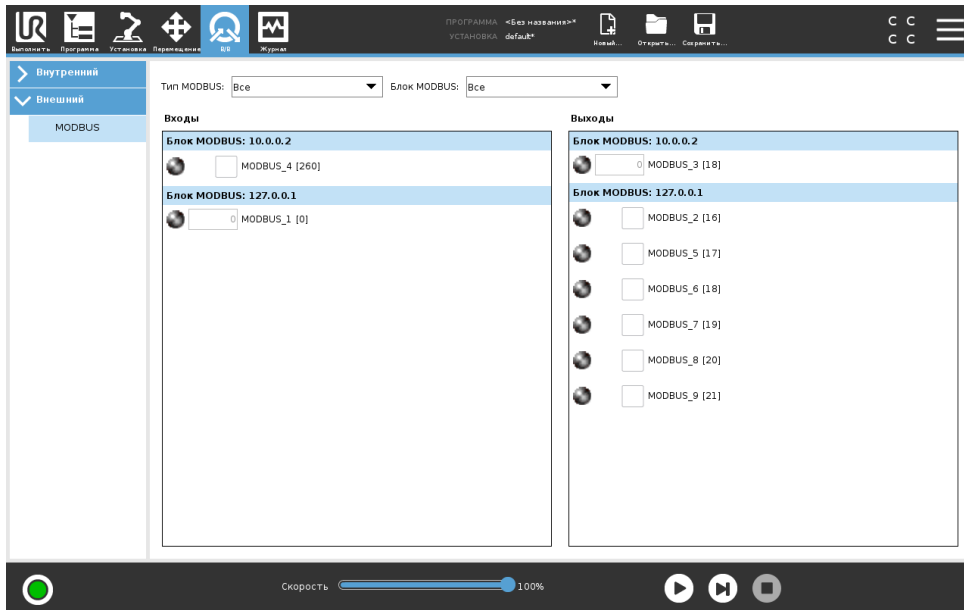 ПРОГРАММА <Без названия>*
УСТАНОВКА default*
C C
C C
UR
Выполнить Программа Установка Перемещение В/В Журнал Новый... Открыть... Сохранить...
Внутренний
Внешний
MODBUS
Тип MODBUS: Все Блок MODBUS: Все
Входы
Блок MODBUS: 10.0.0.2
MODBUS_4 [260]
Блок MODBUS: 127.0.0.1
0 MODBUS_1 [0]
Выходы
Блок MODBUS: 10.0.0.2
0 MODBUS_3 [18]
Блок MODBUS: 127.0.0.1
MODBUS_2 [16]
MODBUS_5 [17]
MODBUS_6 [18]
MODBUS_7 [19]
MODBUS_8 [20]
MODBUS_9 [21]
Скорость 100%